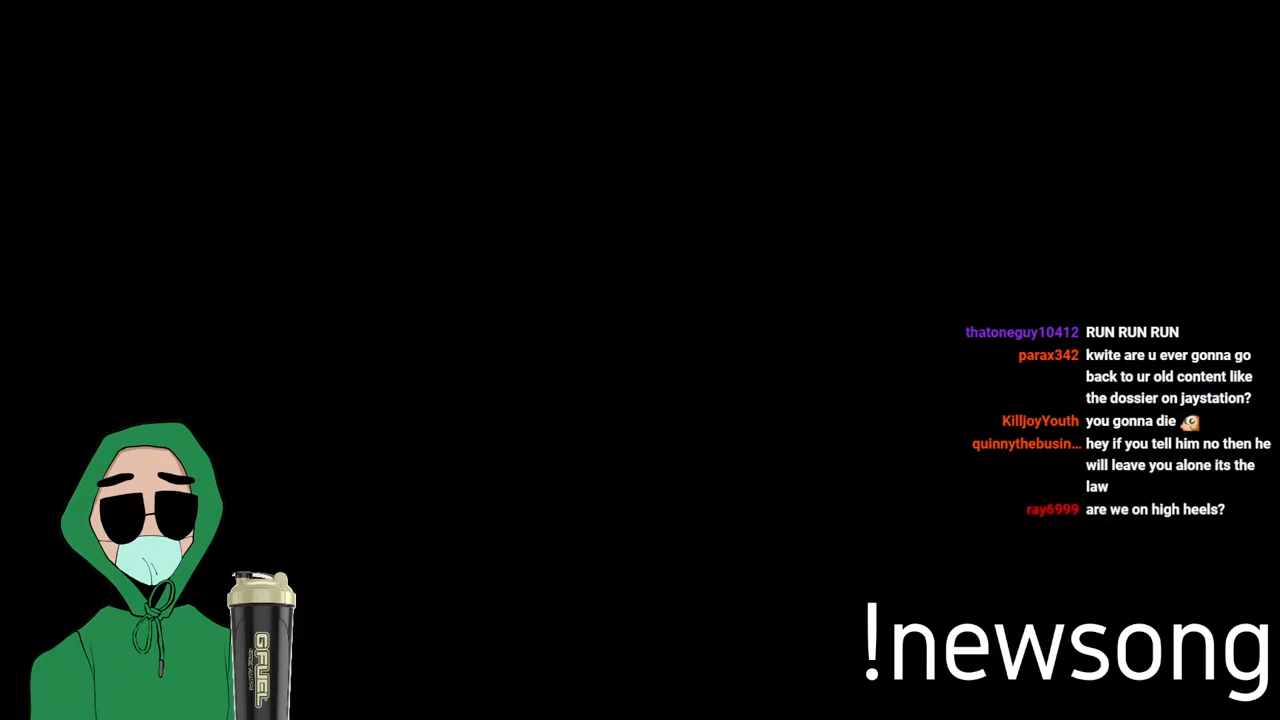 thatoneguy10412 RUN RUN RUN
parax342 kwite are u ever gonna go
back to ur old content like
the dossier on jaystation?
KilljoyYouth you gonna die
quinnythebusin... hey if you tell him no then he
will leave you alone its the
law
ray6999 are we on high heels?
G FUEL
!newsong